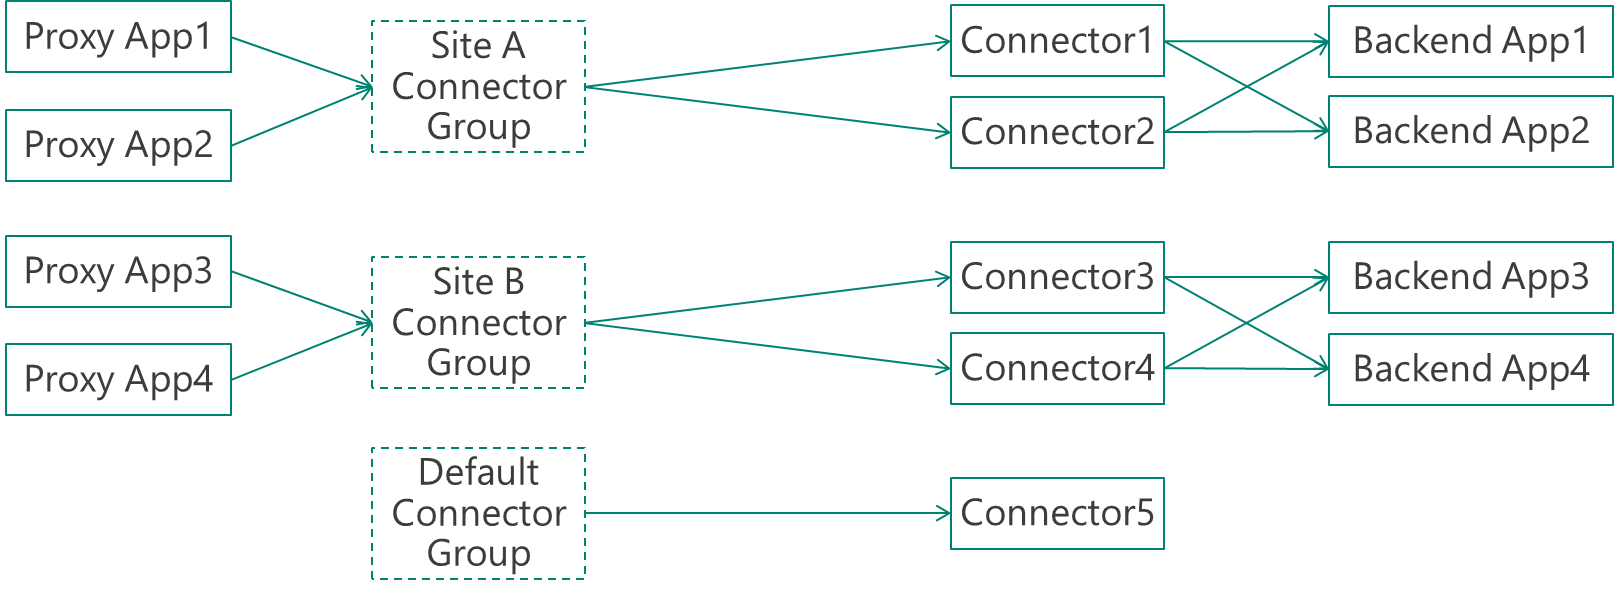 Proxy App1
Proxy App2
Site A
Connector
Group
Connector1
Connector2
Backend App1
Backend App2
Proxy App3
Proxy App4
Site B
Connector
Group
Connector3
Connector4
Backend App3
Backend App4
Default
Connector
Group
Connector5